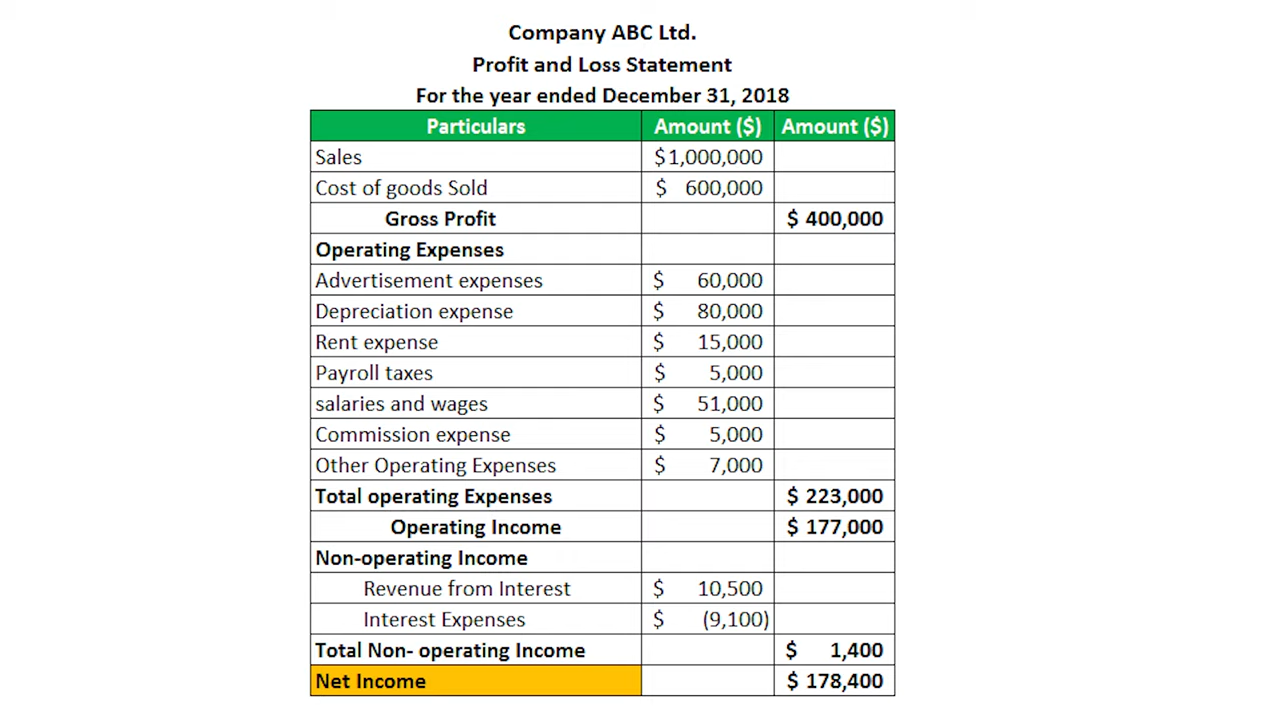 Company ABC Ltd.
Profit and Loss Statement
For the year ended December 31, 2018
Particulars Amount ($) Amount ($)
Sales $1,000,000
Cost of goods Sold $ 600,000
Gross Profit $ 400,000
Operating Expenses
Advertisement expenses $ 60,000
Depreciation expense $ 80,000
Rent expense $ 15,000
Payroll taxes $ 5,000
salaries and wages $ 51,000
Commission expense $ 5,000
Other Operating Expenses $ 7,000
Total operating Expenses $ 223,000
Operating Income $ 177,000
Non-operating Income
Revenue from Interest $ 10,500
Interest Expenses $ (9,100)
Total Non- operating Income $ 1,400
Net Income $ 178,400